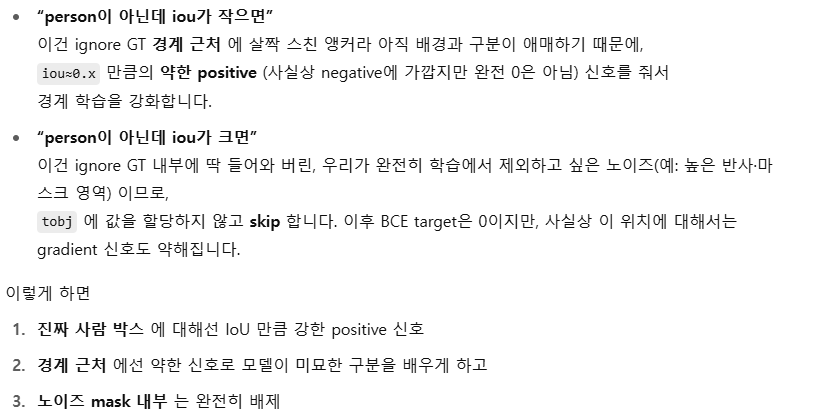 • “person이 아닌데 iou가 작으면”
이건 ignore GT 경계 근처 에 살짝 스친 앵커라 아직 배경과 구분이 애매하기 때문에,
iou≈0.x 만큼의 약한 positive (사실상 negative에 가깝지만 완전 0은 아님) 신호를 줘서
경계 학습을 강화합니다.
• “person이 아닌데 iou가 크면”
이건 ignore GT 내부에 딱 들어와 버린, 우리가 완전히 학습에서 제외하고 싶은 노이즈(예: 높은 반사·마
스크 영역) 이므로,
tobj 에 값을 할당하지 않고 skip 합니다. 이후 BCE target은 0이지만, 사실상 이 위치에 대해서는
gradient 신호도 약해집니다.
이렇게 하면
1. 진짜 사람 박스 에 대해선 IoU 만큼 강한 positive 신호
2. 경계 근처 에선 약한 신호로 모델이 미묘한 구분을 배우게 하고
3. 노이즈 mask 내부 는 완전히 배제